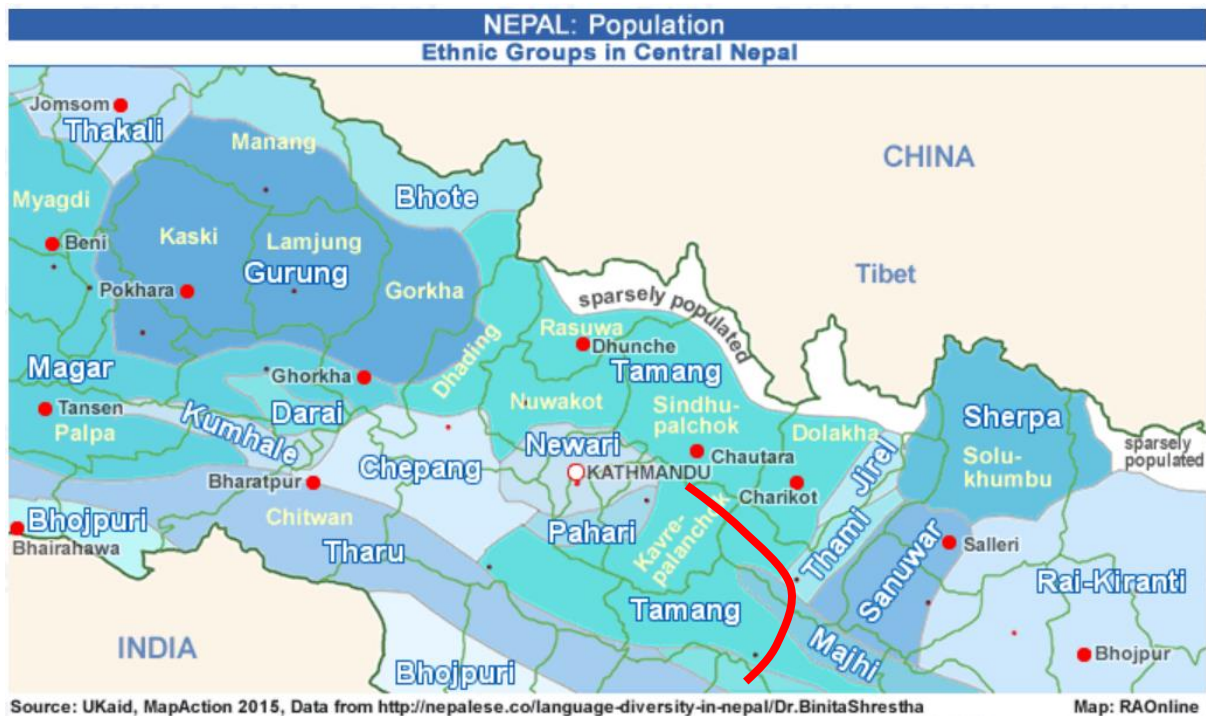 NEPAL: Population
Ethnic Groups in Central Nepal
Jomsom
Thakali
Manang
CHINA
Bhote
Myagdi
Kaski
Lamjung
Beni
Gurung
Gorkha
Tibet
Pokhara
sparsely populated
Rasuwa
Dhunche
Dhading
Tamang
Magar
Ghorkha
Nuwakot
Sindhu-
palchok
Sherpa
Tansen
Darai
Dolakha
Palpa
Kumhale
Newari
Jirel
Solu-
khumbu
sparsely
populated
Chepang
KATHMANDU
Chautara
Bharatpur
Charikot
Chitwan
Kavre-
palanchek
Thami
Bhojpuri
Pahari
Sanuwar
Salleri
Bhairahawa
Tharu
Rai-Kiranti
Tamang
INDIA
Majhi
Bhojpur
Bhojpuri
Source: UKaid, MapAction 2015, Data from http://nepalese.co/language-diversity-in-nepal/Dr.BinitaShrestha
Map: RAOnline